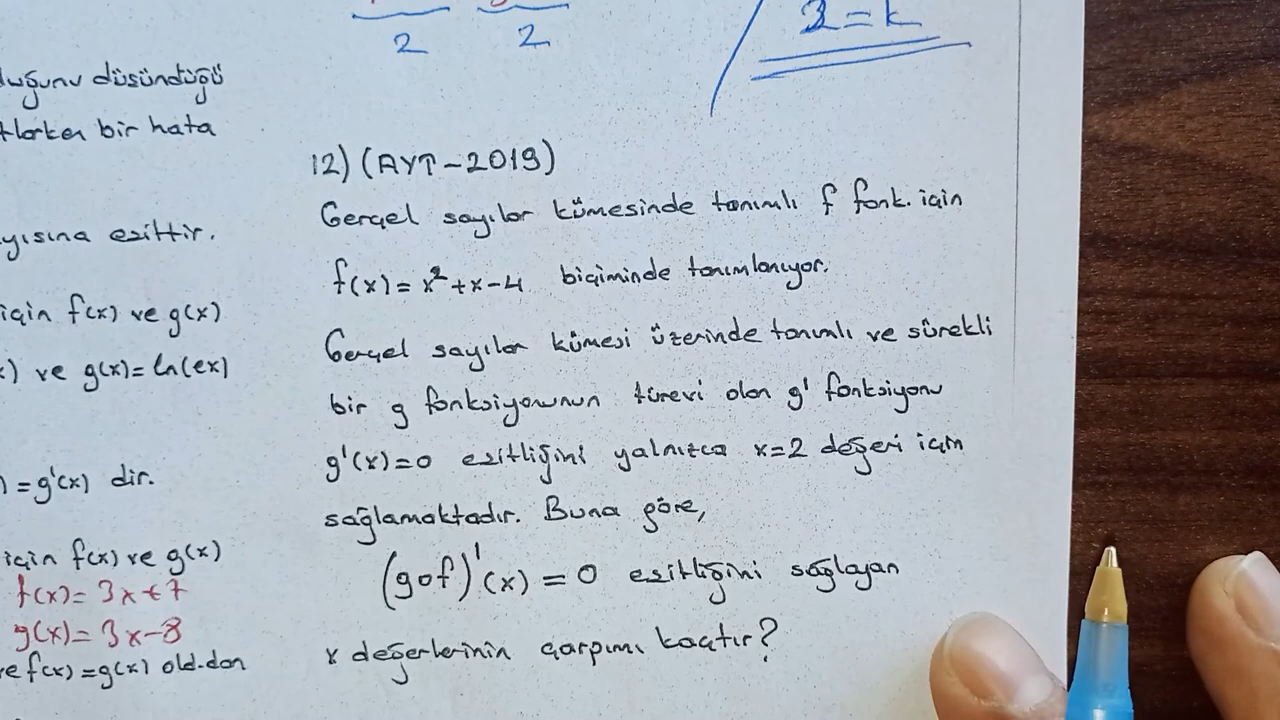 2 2
2=k
luğunu düşündüğü
tlarken bir hata
yısına eşittir.
için f(x) ve g(x)
x) ve g(x)=ln(ex)
)=g'(x) dir.
için f(x) ve g(x)
f(x)=3x+7
g(x)=3x-8
ve f(x)=g(x) old.dan
12) (AYT-2019)
Gerçel sayılar kümesinde tanımlı f fonk. için
f(x)=x²+x-4 biçiminde tanımlanıyor.
Gerçel sayılar kümesi üzerinde tanımlı ve sürekli
bir g fonksiyonunun türevi olan g' fonksiyonu
g'(x)=0 eşitliğini yalnızca x=2 değeri için
sağlamaktadır. Buna göre,
(gof)'(x)=0 eşitliğini sağlayan
x değerlerinin çarpımı kaçtır?